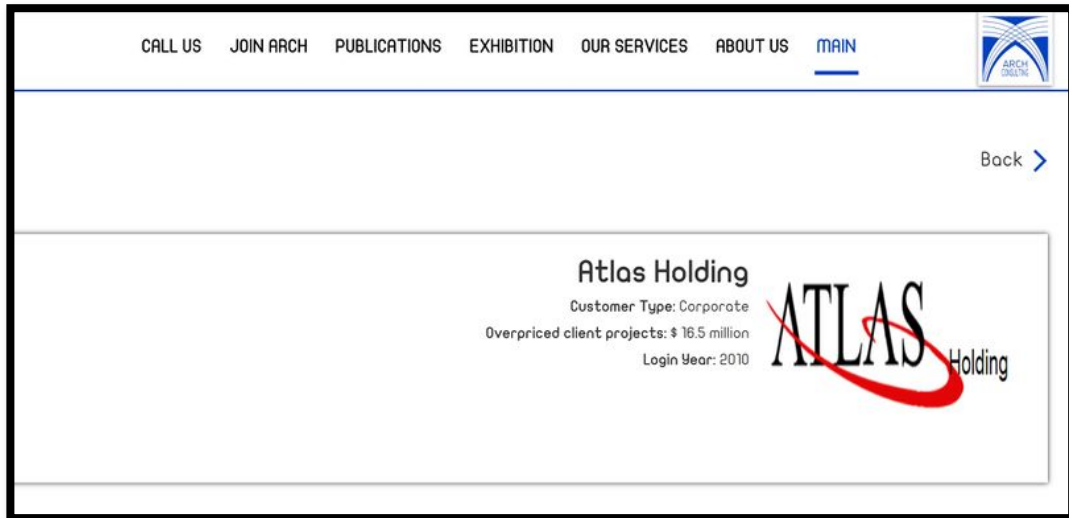 CALL US JOIN ARCH PUBLICATIONS EXHIBITION OUR SERVICES ABOUT US MAIN
ARCH
CONSULTING
Back
Atlas Holding
Customer Type: Corporate
Overpriced client projects: $ 16.5 million
Login Year: 2010
ATLAS
Holding